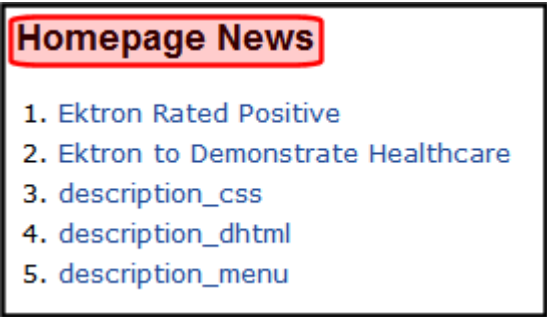 Homepage News
1. Ektron Rated Positive
2. Ektron to Demonstrate Healthcare
3. description_css
4. description_dhtml
5. description_menu